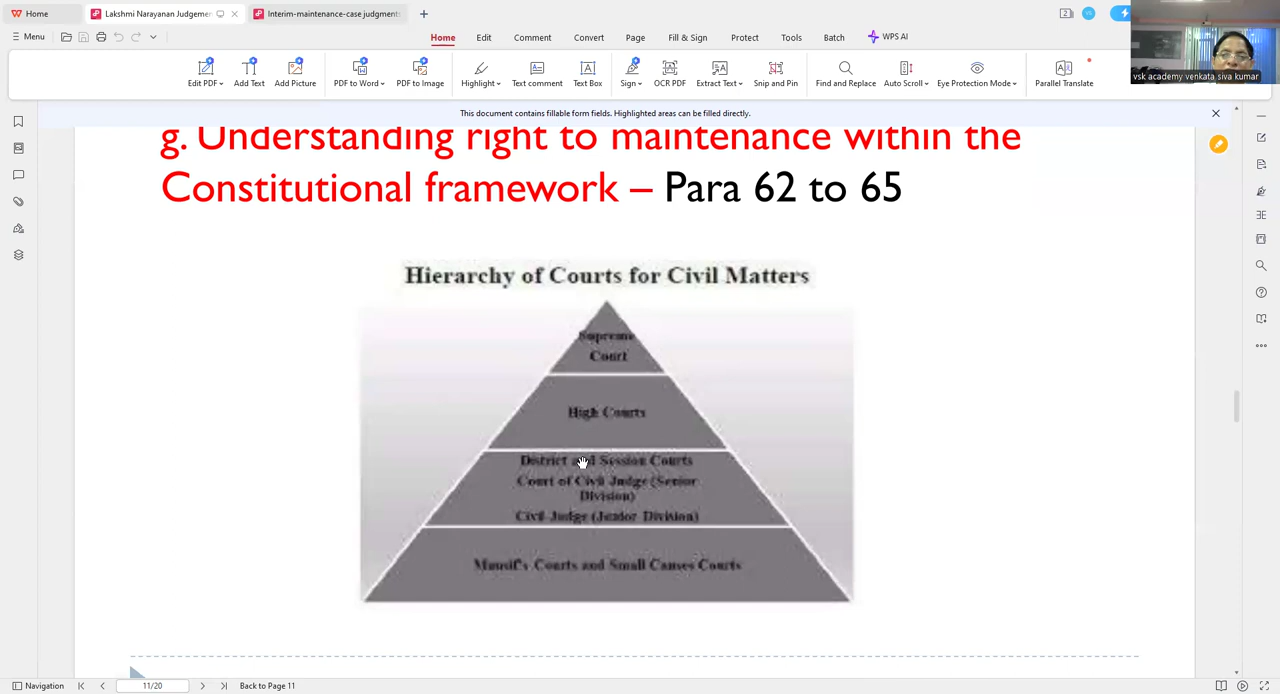 Home
Lakshmi Narayanan Judgemen
Interim-maintenance-case judgments
Menu
Home Edit Comment Convert Page Fill & Sign Protect Tools Batch WPS AI
Edit PDF Add Text Add Picture PDF to Word PDF to Image Highlight Text comment Text Box Sign OCR PDF Extract Text Snip and Pin Find and Replace Auto Scroll Eye Protection Mode Parallel Translate
vsk academy venkata siva kumar
This document contains fillable form fields. Highlighted areas can be filled directly.
g. Understanding right to maintenance within the
Constitutional framework – Para 62 to 65
Hierarchy of Courts for Civil Matters
Supreme
Court
High Courts
District and Session Courts
Court of Civil Judge (Senior
Division)
Civil Judge (Junior Division)
Munsif's Courts and Small Causes Courts
Navigation
11/20
Back to Page 11